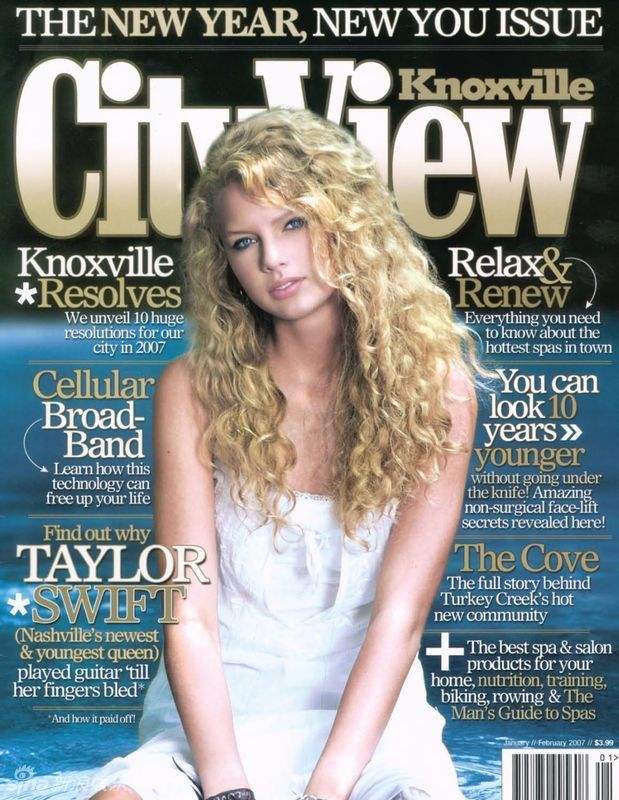 THE NEW YEAR, NEW YOU ISSUE
CityView
Knoxville
Knoxville
*Resolves
We unveil 10 huge
resolutions for our
city in 2007
Cellular
Broad-
Band
Learn how this
technology can
free up your life
Find out why
TAYLOR
*SWIFT
(Nashville's newest
& youngest queen)
played guitar 'till
her fingers bled*
*And how it paid off!
Relax&
Renew
Everything you need
to know about the
hottest spas in town
You can
look 10
years »
younger
without going under
the knife! Amazing
non-surgical face-lift
secrets revealed here!
The Cove
The full story behind
Turkey Creek's hot
new community
+ The best spa & salon
products for your
home, nutrition, training,
biking, rowing & The
Man's Guide to Spas
January // February 2007 // $3.99
01>
sina